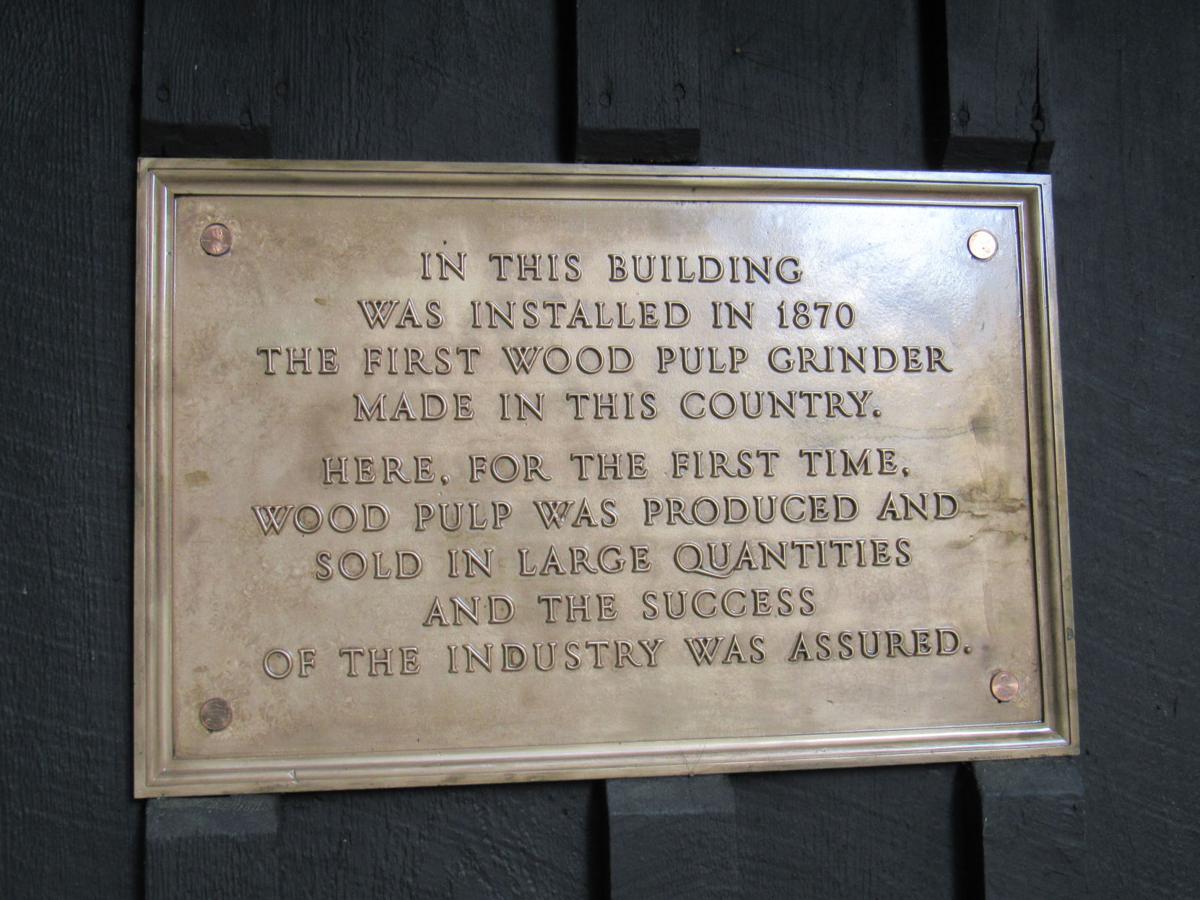 IN THIS BUILDING
WAS INSTALLED IN 1870
THE FIRST WOOD PULP GRINDER
MADE IN THIS COUNTRY.
HERE, FOR THE FIRST TIME,
WOOD PULP WAS PRODUCED AND
SOLD IN LARGE QUANTITIES
AND THE SUCCESS
OF THE INDUSTRY WAS ASSURED.